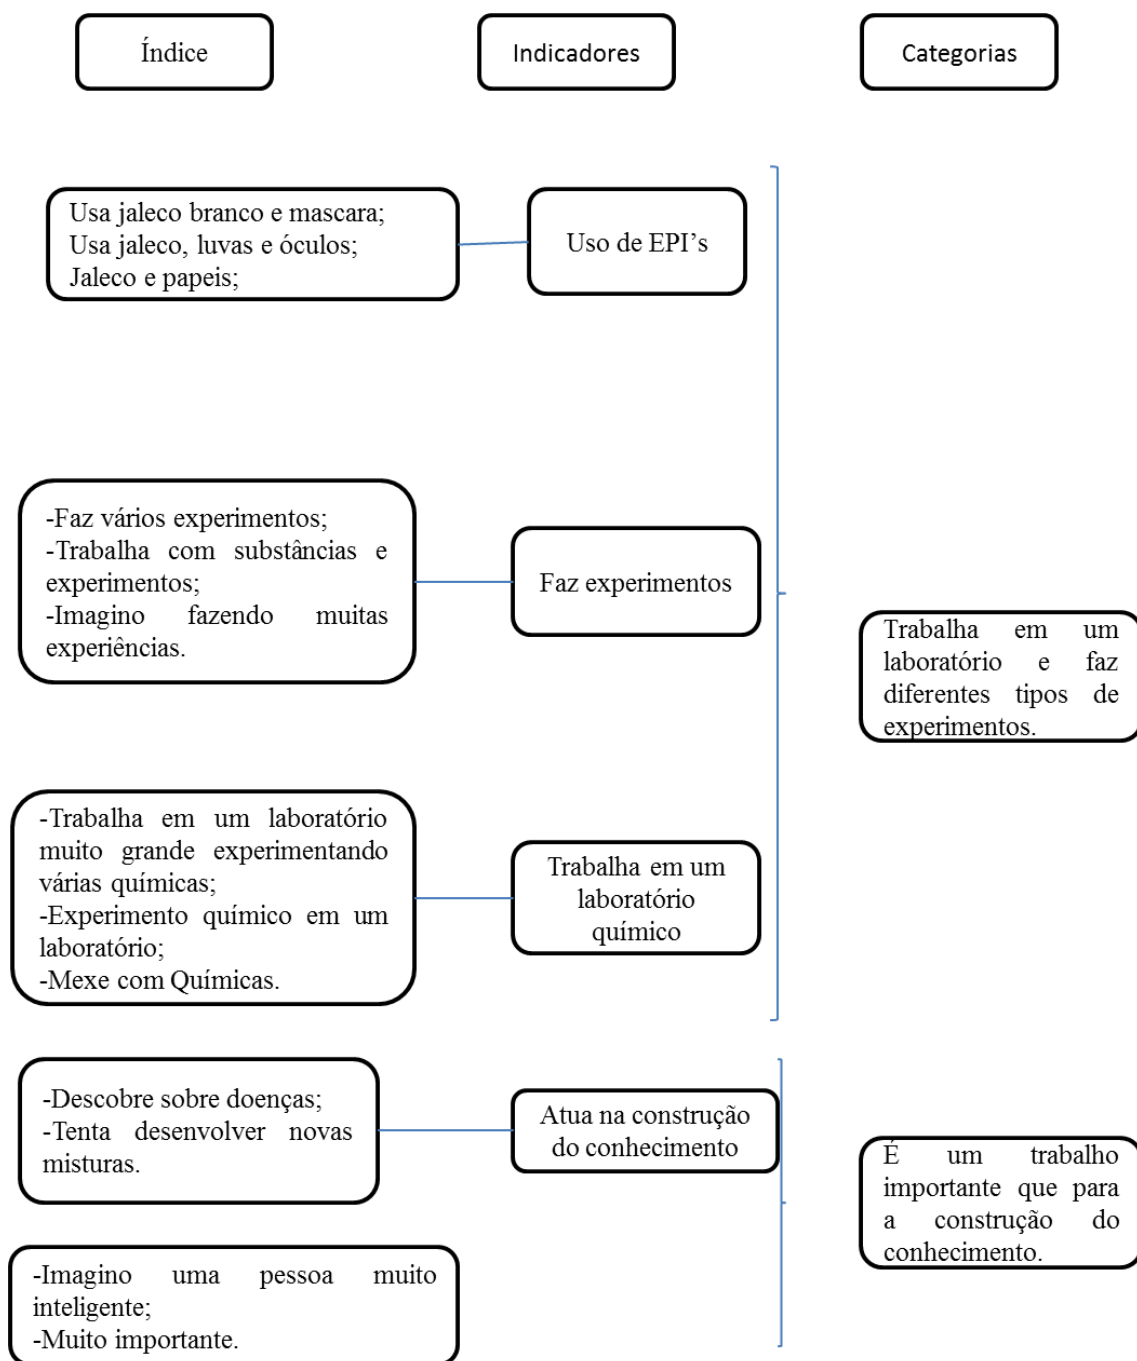 Índice
Indicadores
Categorias
Usa jaleco branco e mascara;
Usa jaleco, luvas e óculos;
Jaleco e papeis;
Uso de EPI’s
-Faz vários experimentos;
-Trabalha com substâncias e
experimentos;
-Imagino fazendo muitas
experiências.
Faz experimentos
Trabalha em um
laboratório e faz
diferentes tipos de
experimentos.
-Trabalha em um laboratório
muito grande experimentando
várias químicas;
-Experimento químico em um
laboratório;
-Mexe com Químicas.
Trabalha em um
laboratório
químico
-Descobre sobre doenças;
-Tenta desenvolver novas
misturas.
Atua na construção
do conhecimento
É um trabalho
importante que para
a construção do
conhecimento.
-Imagino uma pessoa muito
inteligente;
-Muito importante.